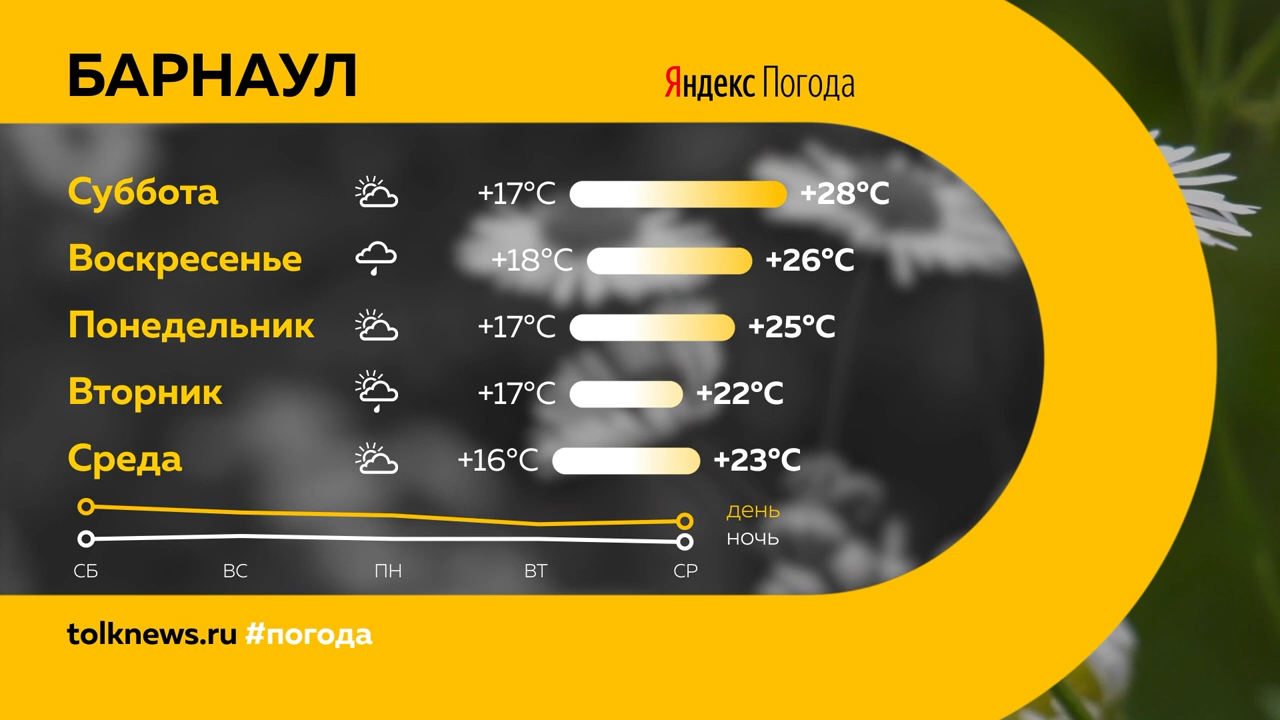 БАРНАУЛ
Яндекс Погода
Суббота +17°C +28°C
Воскресенье +18°C +26°C
Понедельник +17°C +25°C
Вторник +17°C +22°C
Среда +16°C +23°C
день
ночь
СБ ВС ПН ВТ СР
tolknews.ru #погода